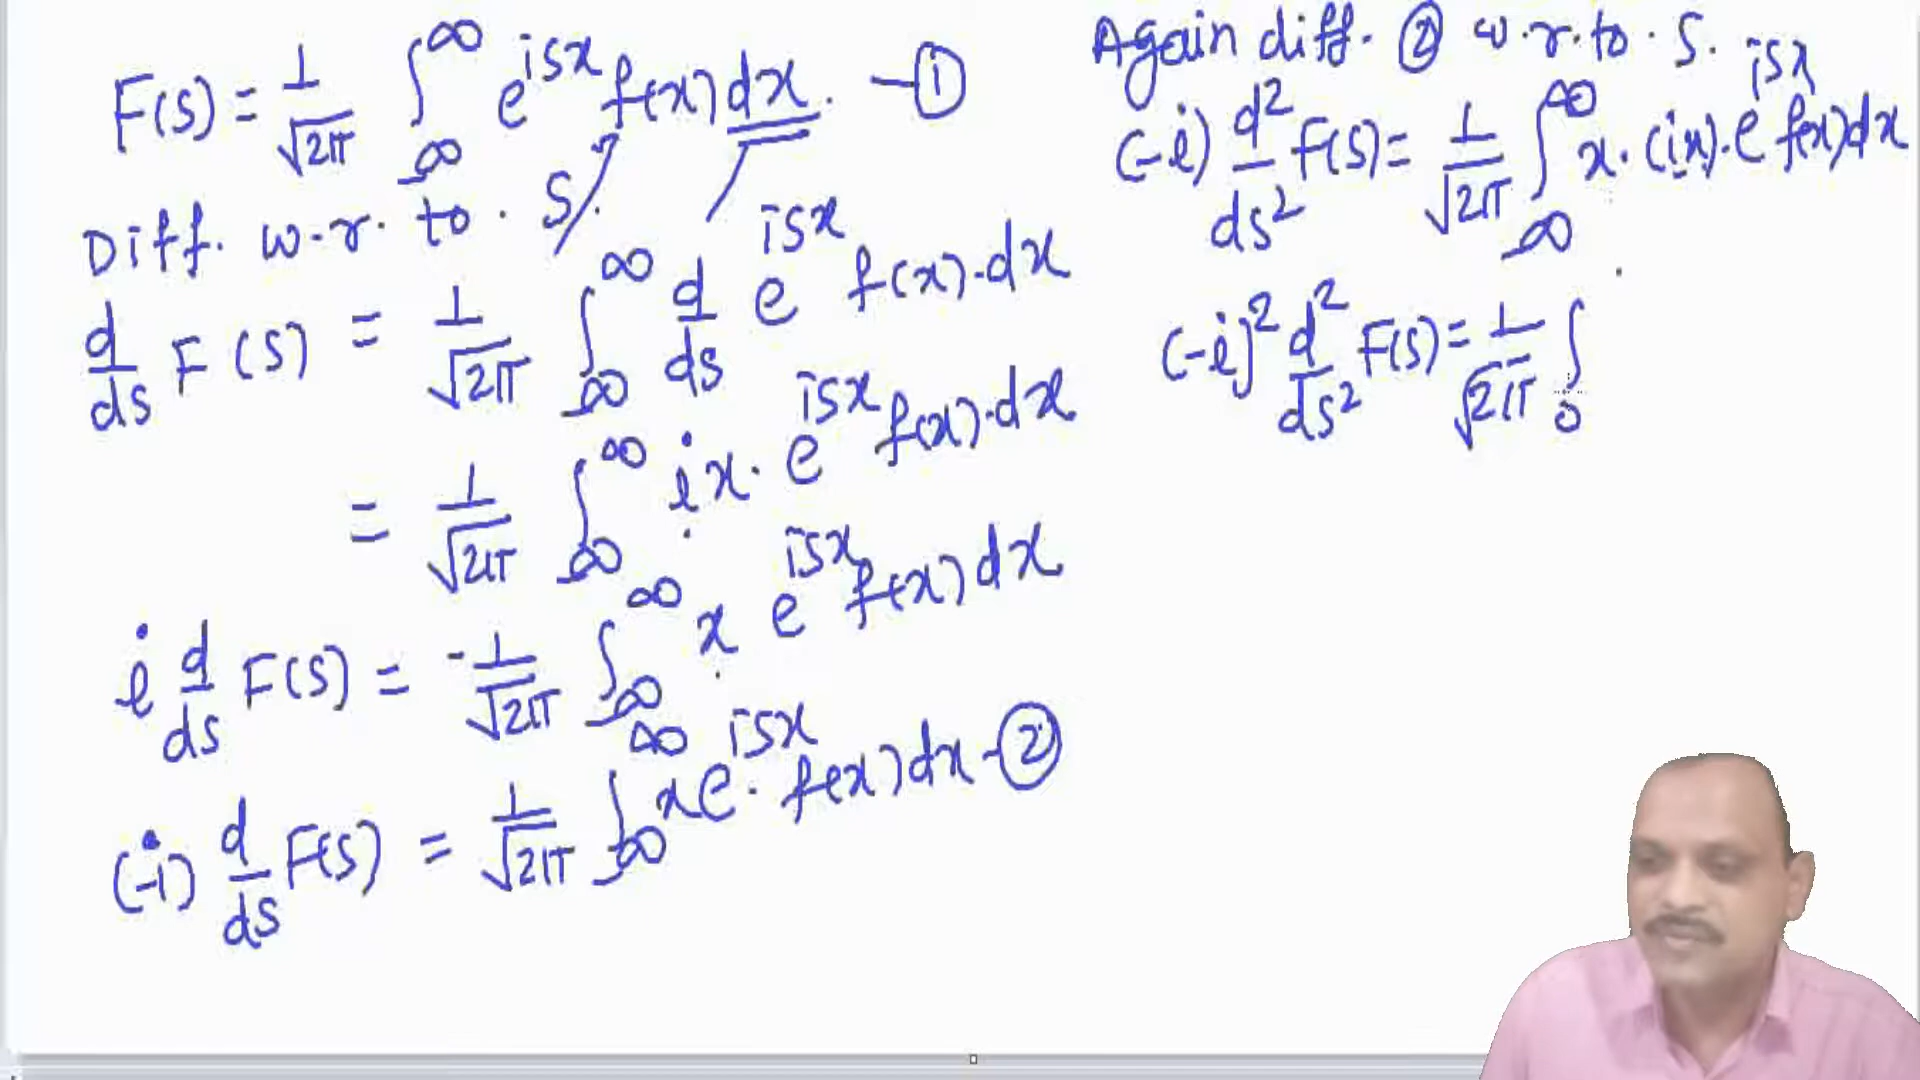 F(s) = 1/√2π ∫_-∞^∞ e^isx f(x) dx. -①
Diff. w.r. to. s.
d/ds F(s) = 1/√2π ∫_-∞^∞ d/ds e^isx f(x).dx
= 1/√2π ∫_-∞^∞ ix. e^isx f(x).dx
i d/ds F(s) = -1/√2π ∫_-∞^∞ x e^isx f(x) dx
(-i) d/ds F(s) = 1/√2π ∫_-∞^∞ x e^isx. f(x) dx -②
Again diff. ② w.r.to. s.
(-i) d²/ds² F(s) = 1/√2π ∫_-∞^∞ x. (ix). e^isx f(x) dx
(-i)² d²/ds² F(s) = 1/√2π ∫